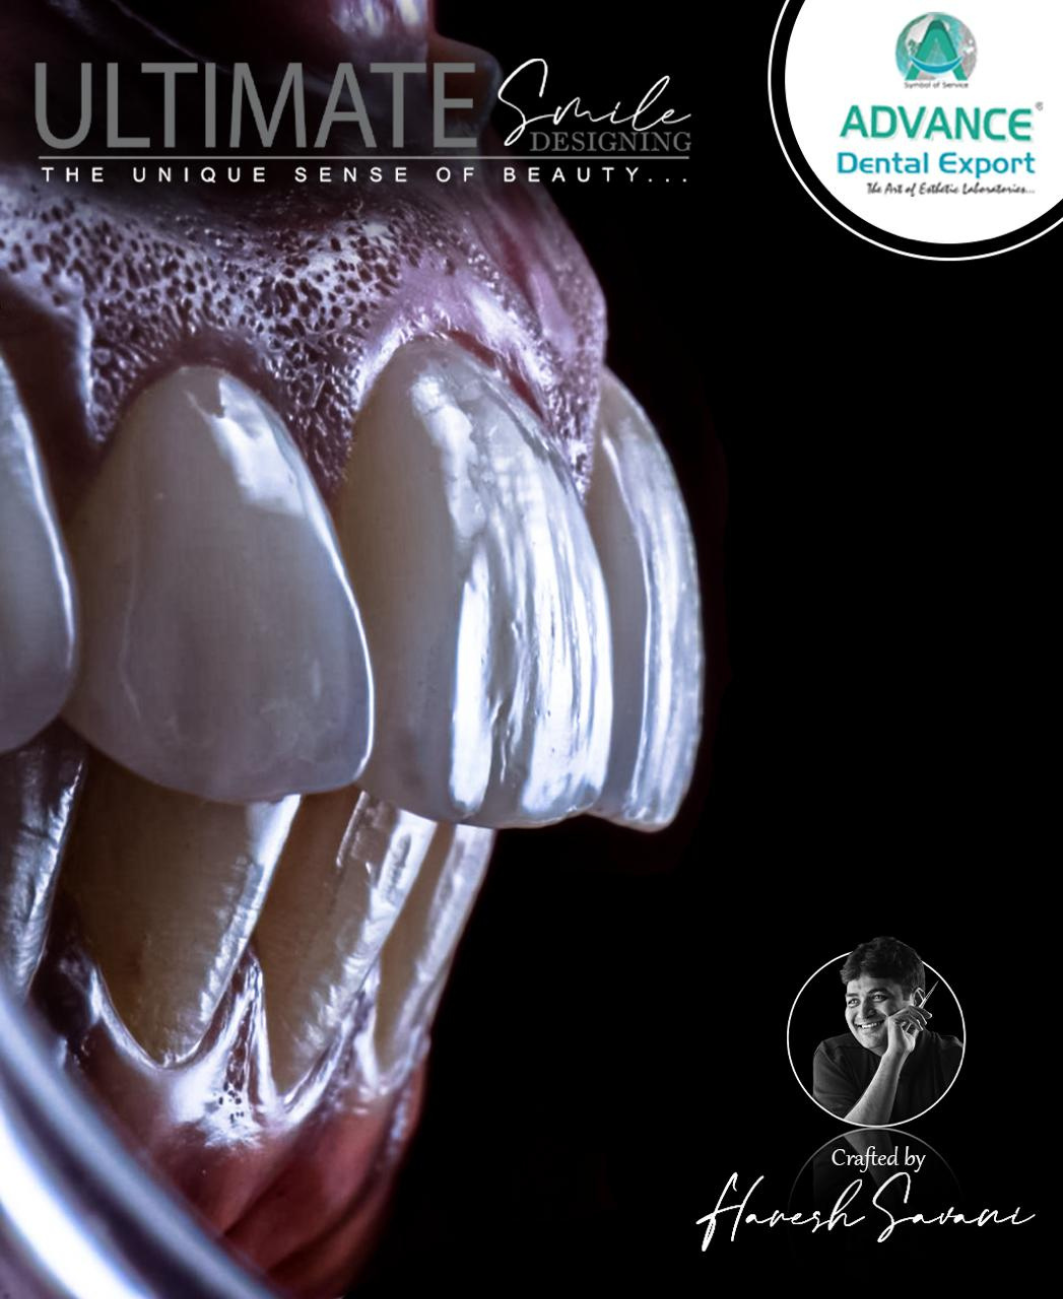 ULTIMATE Smile
DESIGNING
THE UNIQUE SENSE OF BEAUTY...
Symbol of Service
ADVANCE®
Dental Export
The Art of Esthetic Laboratories...
Crafted by
Haresh Savani